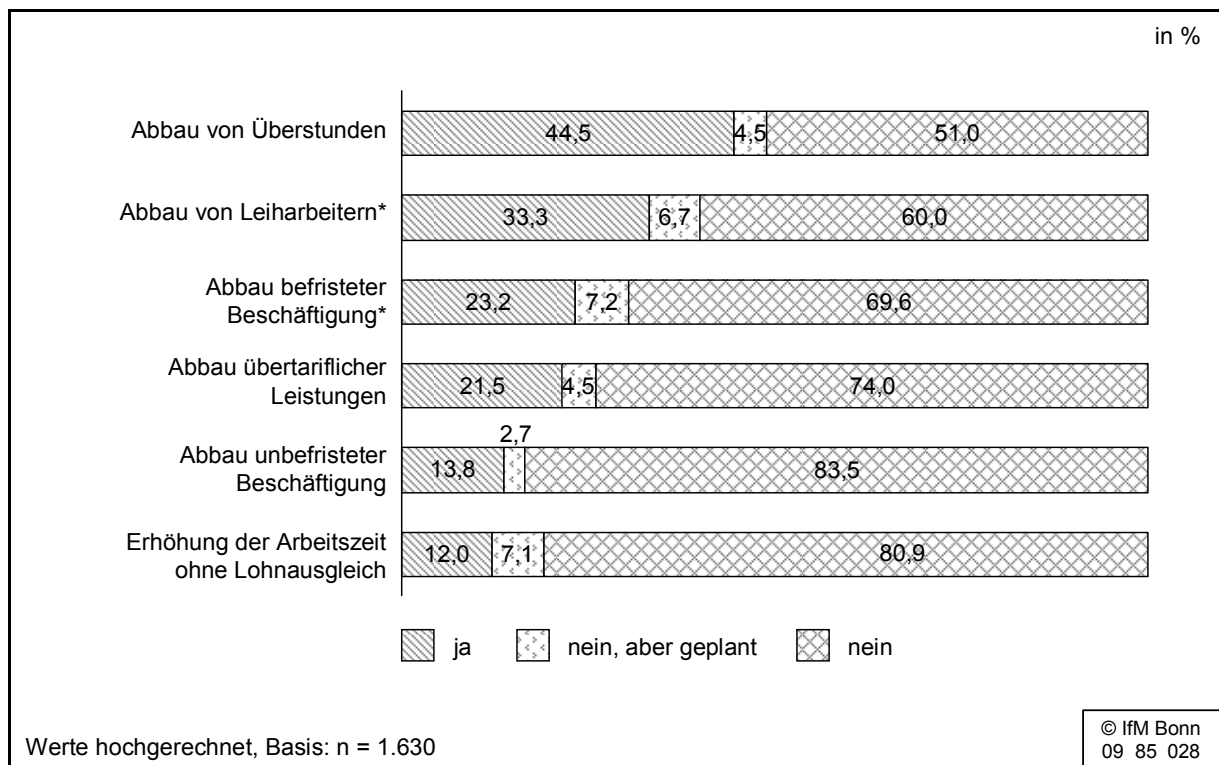 in %
Abbau von Überstunden
44,5 4,5 51,0
Abbau von Leiharbeitern*
33,3 6,7 60,0
Abbau befristeter
Beschäftigung*
23,2 7,2 69,6
Abbau übertariflicher
Leistungen
21,5 4,5 74,0
2,7
Abbau unbefristeter
Beschäftigung
13,8 83,5
Erhöhung der Arbeitszeit
ohne Lohnausgleich
12,0 7,1 80,9
ja nein, aber geplant nein
Werte hochgerechnet, Basis: n = 1.630
© IfM Bonn
09 85 028